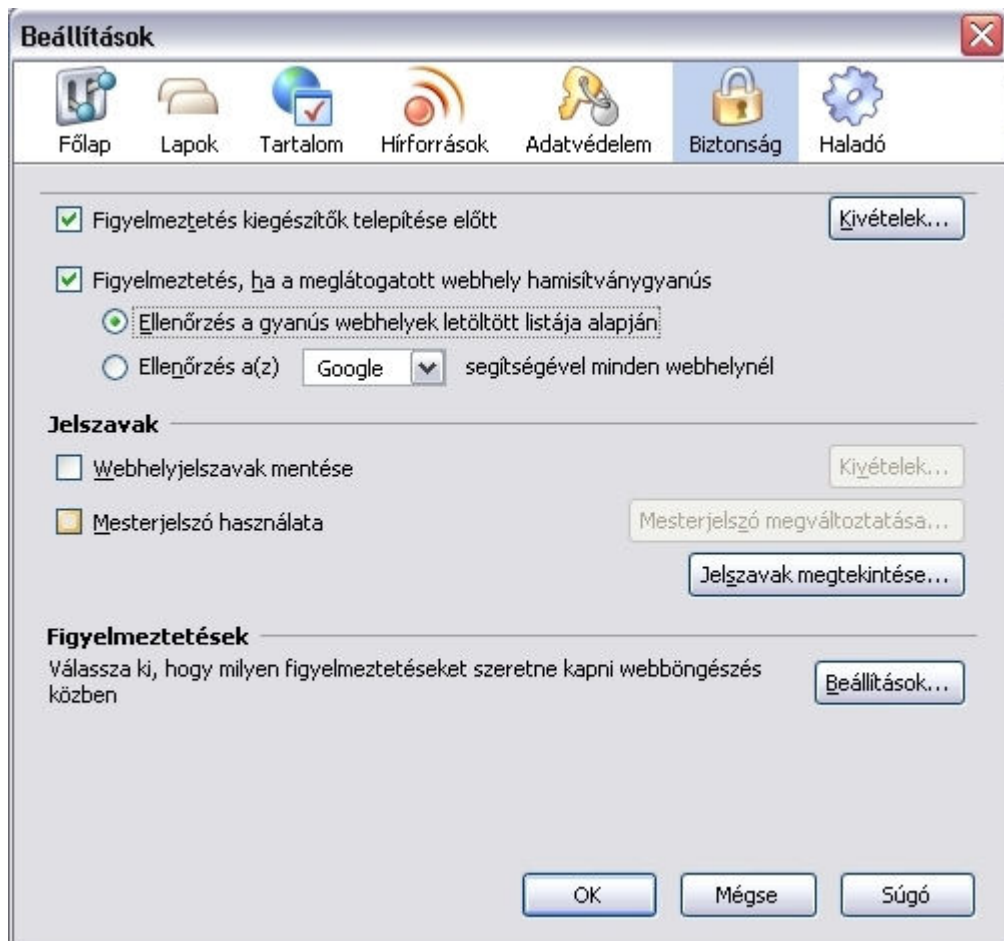 Beállítások
Főlap Lapok Tartalom Hírforrások Adatvédelem Biztonság Haladó
Figyelmeztetés kiegészítők telepítése előtt Kivételek...
Figyelmeztetés, ha a meglátogatott webhely hamisítványgyanús
Ellenőrzés a gyanús webhelyek letöltött listája alapján
Ellenőrzés a(z) Google segítségével minden webhelynél
Jelszavak
Webhelyjelszavak mentése Kivételek...
Mesterjelszó használata Mesterjelszó megváltoztatása...
Jelszavak megtekintése...
Figyelmeztetések
Válassza ki, hogy milyen figyelmeztetéseket szeretne kapni webböngészés
közben
Beállítások...
OK Mégse Súgó